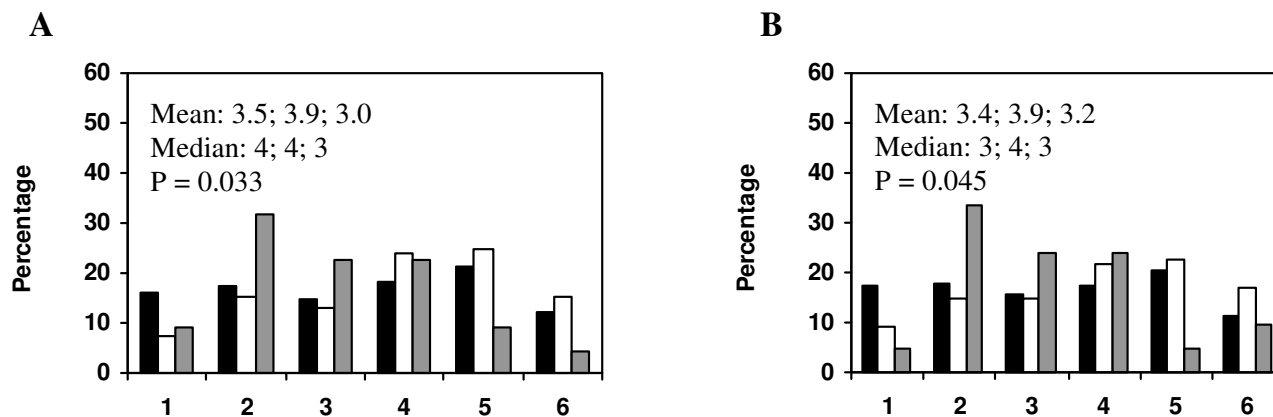 A
Percentage
60
50
40
30
20
10
0
Mean: 3.5; 3.9; 3.0
Median: 4; 4; 3
P = 0.033
1 2 3 4 5 6
B
Percentage
60
50
40
30
20
10
0
Mean: 3.4; 3.9; 3.2
Median: 3; 4; 3
P = 0.045
1 2 3 4 5 6